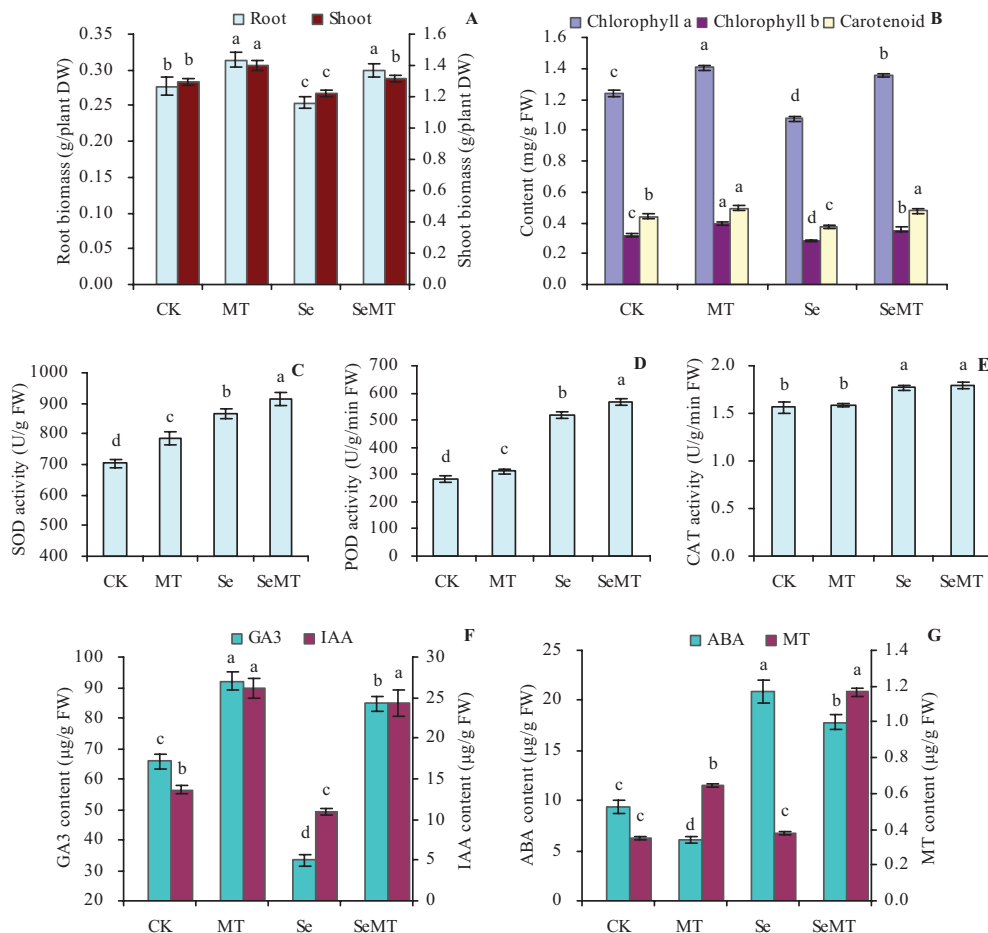 Root Shoot A
Root biomass (g/plant DW)
0.35
0.30
0.25
0.20
0.15
0.10
0.05
0.00
b b a a c c a b
1.6
1.4
1.2
1.0
0.8
0.6
0.4
0.2
0.0
Shoot biomass (g/plant DW)
CK MT Se SeMT
Chlorophyll a Chlorophyll b Carotenoid B
Content (mg/g FW)
1.6
1.4
1.2
1.0
0.8
0.6
0.4
0.2
0.0
c c b a a a d d c b b a
CK MT Se SeMT
C
SOD activity (U/g FW)
1000
900
800
700
600
500
400
d c b a
CK MT Se SeMT
D
POD activity (U/g/min FW)
700
600
500
400
300
200
100
0
d c b a
CK MT Se SeMT
E
CAT activity (U/g/min FW)
2.0
1.5
1.0
0.5
0.0
b b a a
CK MT Se SeMT
GA3 IAA F
GA3 content (μg/g FW)
100
90
80
70
60
50
40
30
20
c b a a d c b a
30
25
20
15
10
5
0
IAA content (μg/g FW)
CK MT Se SeMT
ABA MT G
ABA content (μg/g FW)
25
20
15
10
5
0
c c d b a c b a
1.4
1.2
1.0
0.8
0.6
0.4
0.2
0.0
MT content (μg/g FW)
CK MT Se SeMT